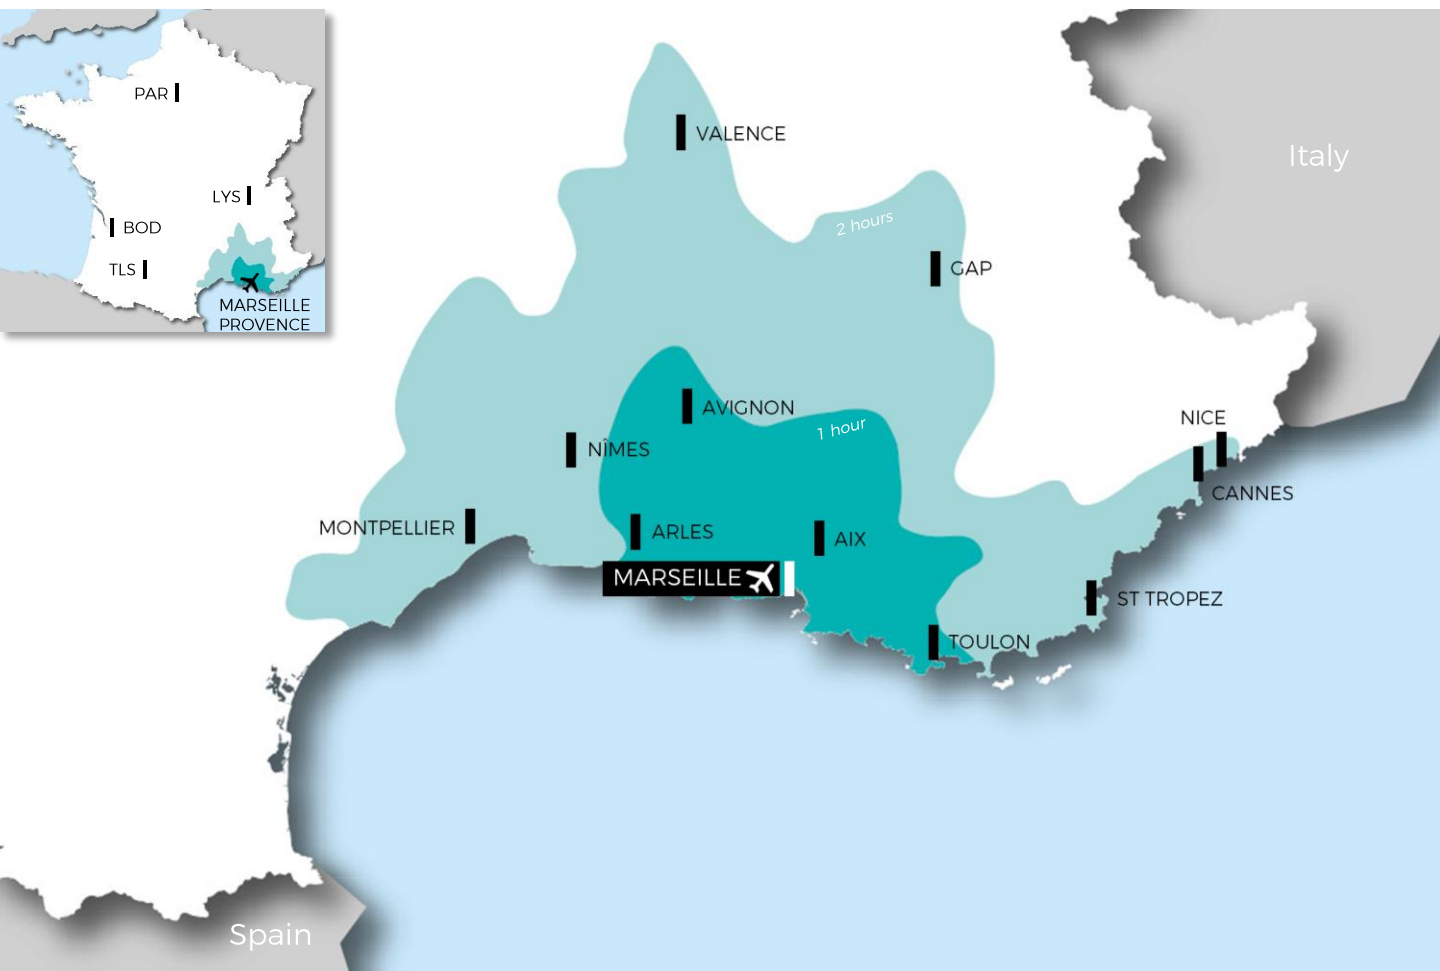 PAR
LYS
BOD
TLS
MARSEILLE
PROVENCE
VALENCE
Italy
2 hours
GAP
AVIGNON
1 hour
NICE
NÎMES
CANNES
MONTPELLIER
ARLES
AIX
MARSEILLE
ST TROPEZ
TOULON
Spain